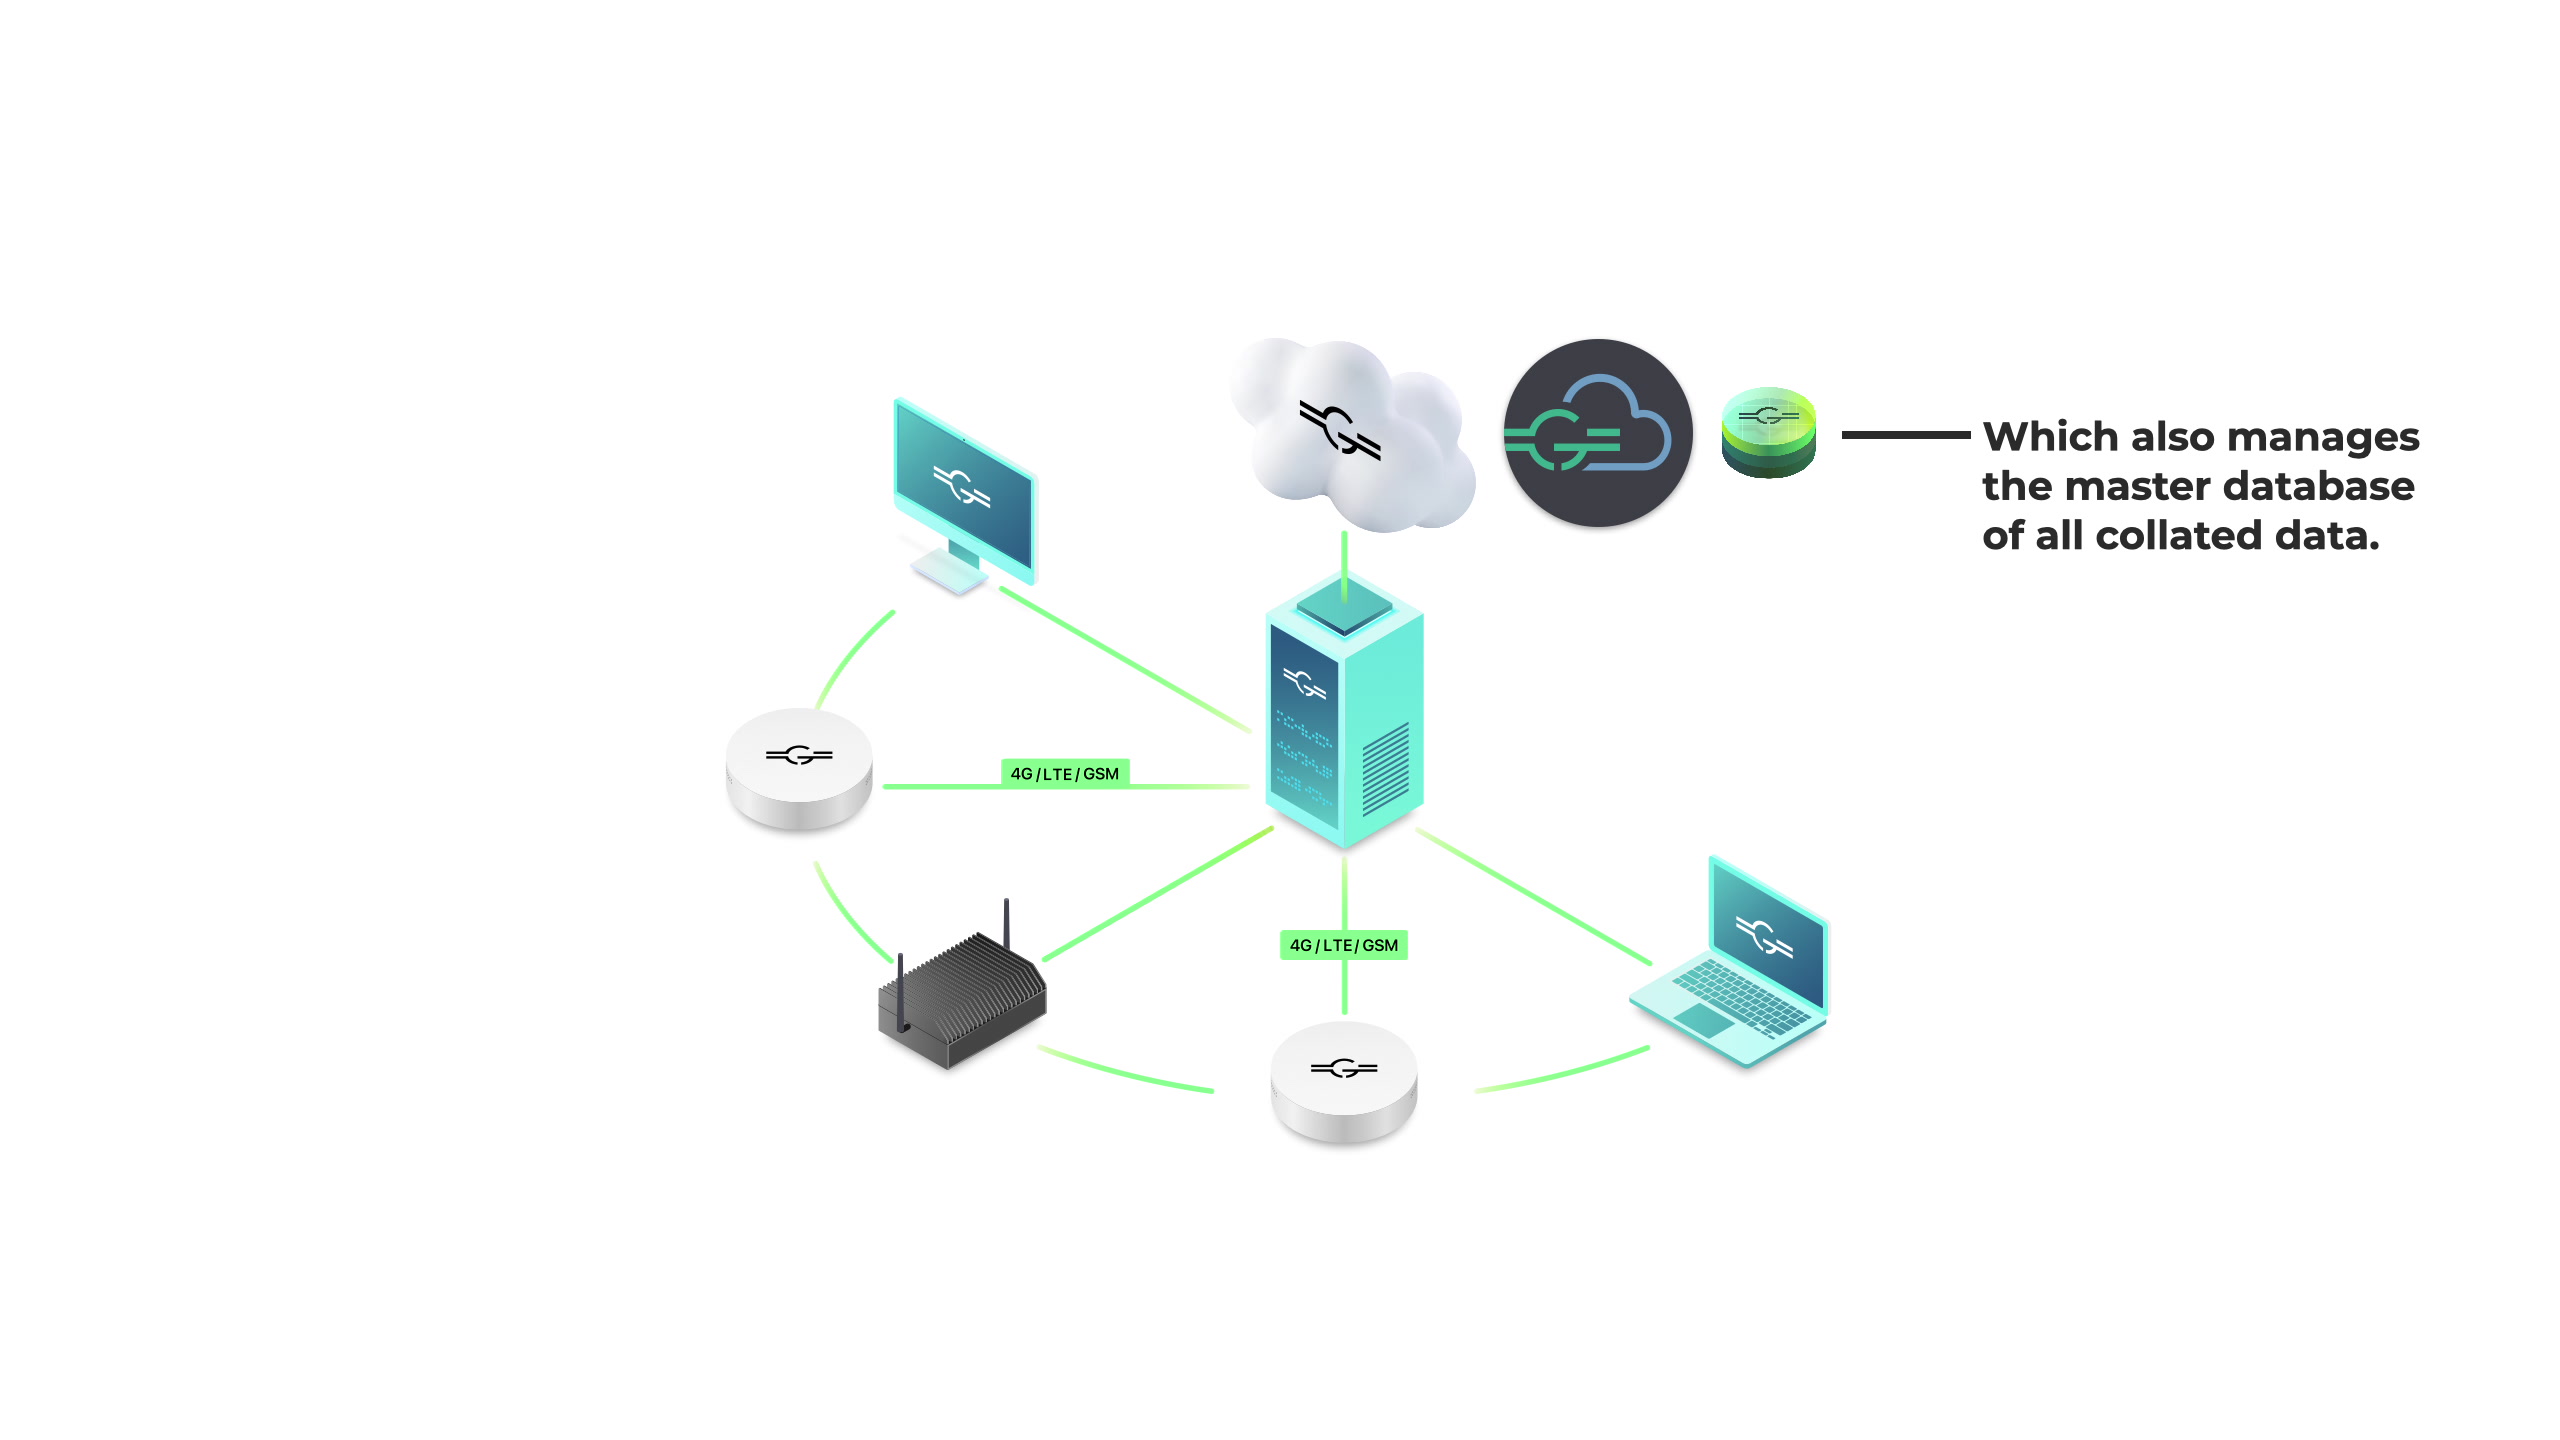 Which also manages
the master database
of all collated data.
4G / LTE / GSM
4G / LTE / GSM